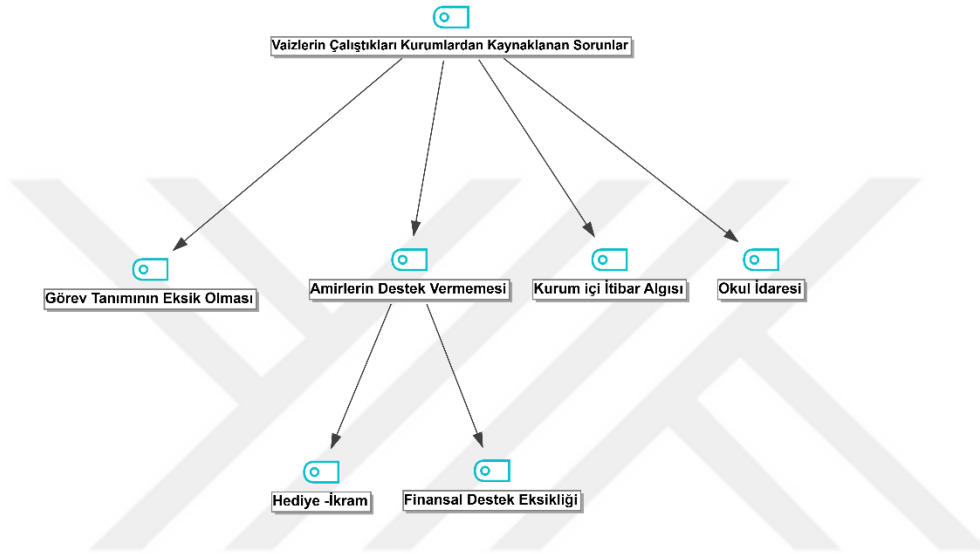 Vaizlerin Çalıştıkları Kurumlardan Kaynaklanan Sorunlar
Görev Tanımının Eksik Olması
Amirlerin Destek Vermemesi
Kurum içi İtibar Algısı
Okul İdaresi
Hediye -İkram
Finansal Destek Eksikliği